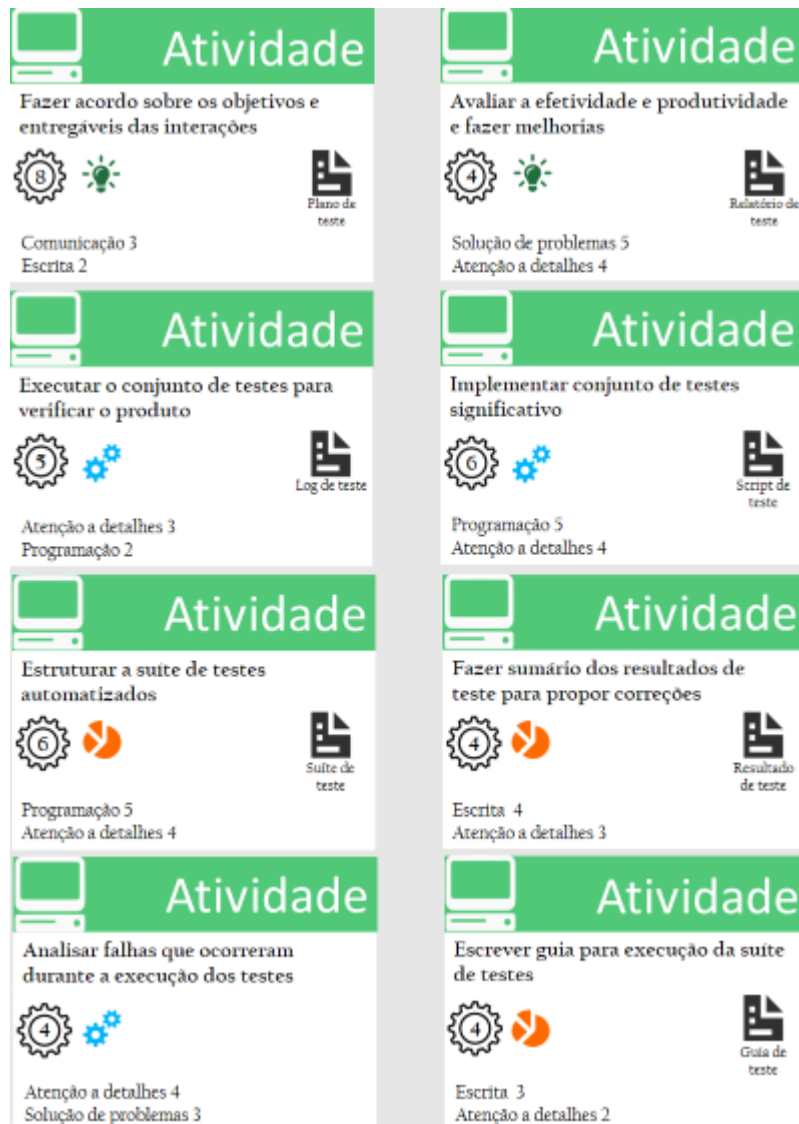 Atividade
Fazer acordo sobre os objetivos e
entregáveis das interações
8
Plano de
teste
Comunicação 3
Escrita 2
Atividade
Avaliar a efetividade e produtividade
e fazer melhorias
4
Relatório de
teste
Solução de problemas 5
Atenção a detalhes 4
Atividade
Executar o conjunto de testes para
verificar o produto
5
Log de teste
Atenção a detalhes 3
Programação 2
Atividade
Implementar conjunto de testes
significativo
6
Script de
teste
Programação 5
Atenção a detalhes 4
Atividade
Estruturar a suíte de testes
automatizados
6
Suíte de
teste
Programação 5
Atenção a detalhes 4
Atividade
Fazer sumário dos resultados de
teste para propor correções
4
Resultado
de teste
Escrita 4
Atenção a detalhes 3
Atividade
Analisar falhas que ocorreram
durante a execução dos testes
4
Atenção a detalhes 4
Solução de problemas 3
Atividade
Escrever guia para execução da suíte
de testes
4
Guia de
teste
Escrita 3
Atenção a detalhes 2